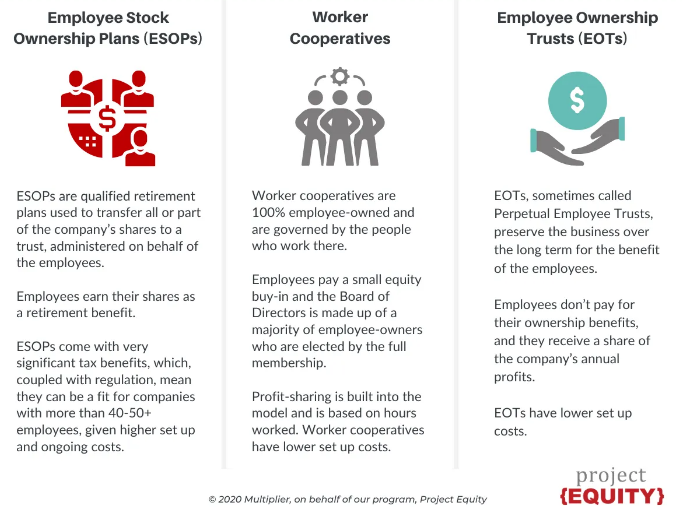 Employee Stock
Ownership Plans (ESOPs)
$
ESOPs are qualified retirement
plans used to transfer all or part
of the company's shares to a
trust, administered on behalf of
the employees.
Employees earn their shares as
a retirement benefit.
ESOPs come with very
significant tax benefits, which,
coupled with regulation, mean
they can be a fit for companies
with more than 40-50+
employees, given higher set up
and ongoing costs.
Worker
Cooperatives
Worker cooperatives are
100% employee-owned and
are governed by the people
who work there.
Employees pay a small equity
buy-in and the Board of
Directors is made up of a
majority of employee-owners
who are elected by the full
membership.
Profit-sharing is built into the
model and is based on hours
worked. Worker cooperatives
have lower set up costs.
Employee Ownership
Trusts (EOTs)
$
EOTs, sometimes called
Perpetual Employee Trusts,
preserve the business over
the long term for the benefit
of the employees.
Employees don't pay for
their ownership benefits,
and they receive a share of
the company's annual
profits.
EOTs have lower set up
costs.
© 2020 Multiplier, on behalf of our program, Project Equity
project
{EQUITY}